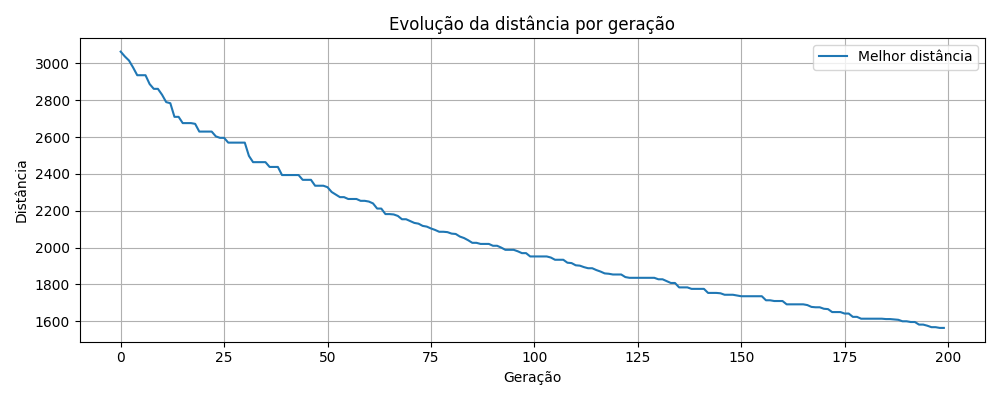 Evolução da distância por geração
Melhor distância
Distância
3000
2800
2600
2400
2200
2000
1800
1600
0 25 50 75 100 125 150 175 200
Geração